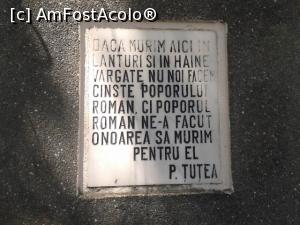 [c] AmFostAcolo®
DACA MURIM AICI IN
LANTURI SI IN HAINE
VARGATE NU NOI FACEM
CINSTE POPORULUI
ROMAN, CI POPORUL
ROMAN NE-A FACUT
ONOAREA SA MURIM
PENTRU EL
P. ȚUTEA